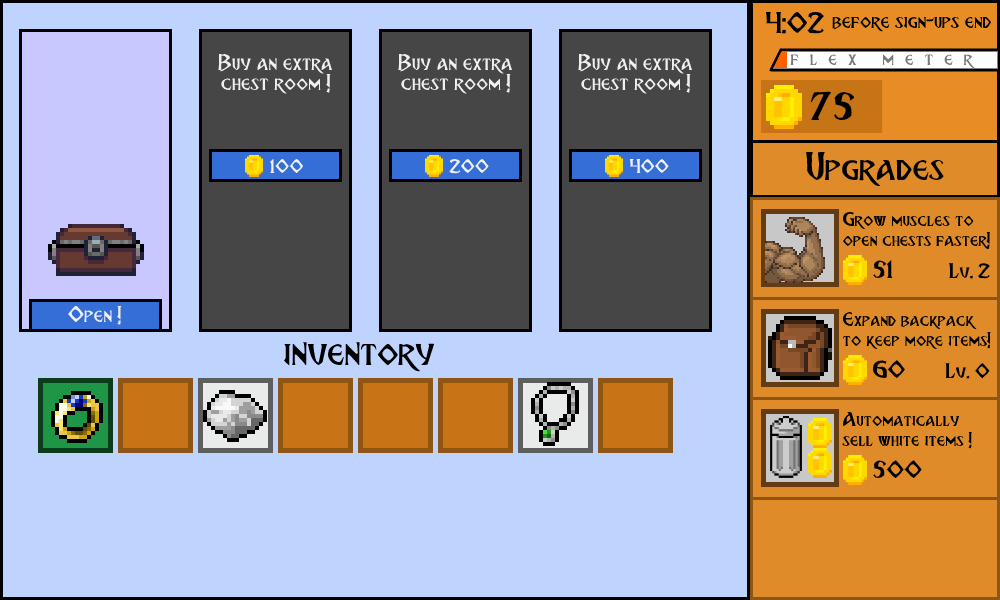 Buy an extra
chest room!
100
Buy an extra
chest room!
200
Buy an extra
chest room!
400
Open!
INVENTORY
4:02 before sign-ups end
FLEX METER
75
Upgrades
Grow muscles to
open chests faster!
51 Lv. 2
Expand backpack
to keep more items!
60 Lv. 0
Automatically
sell white items!
500